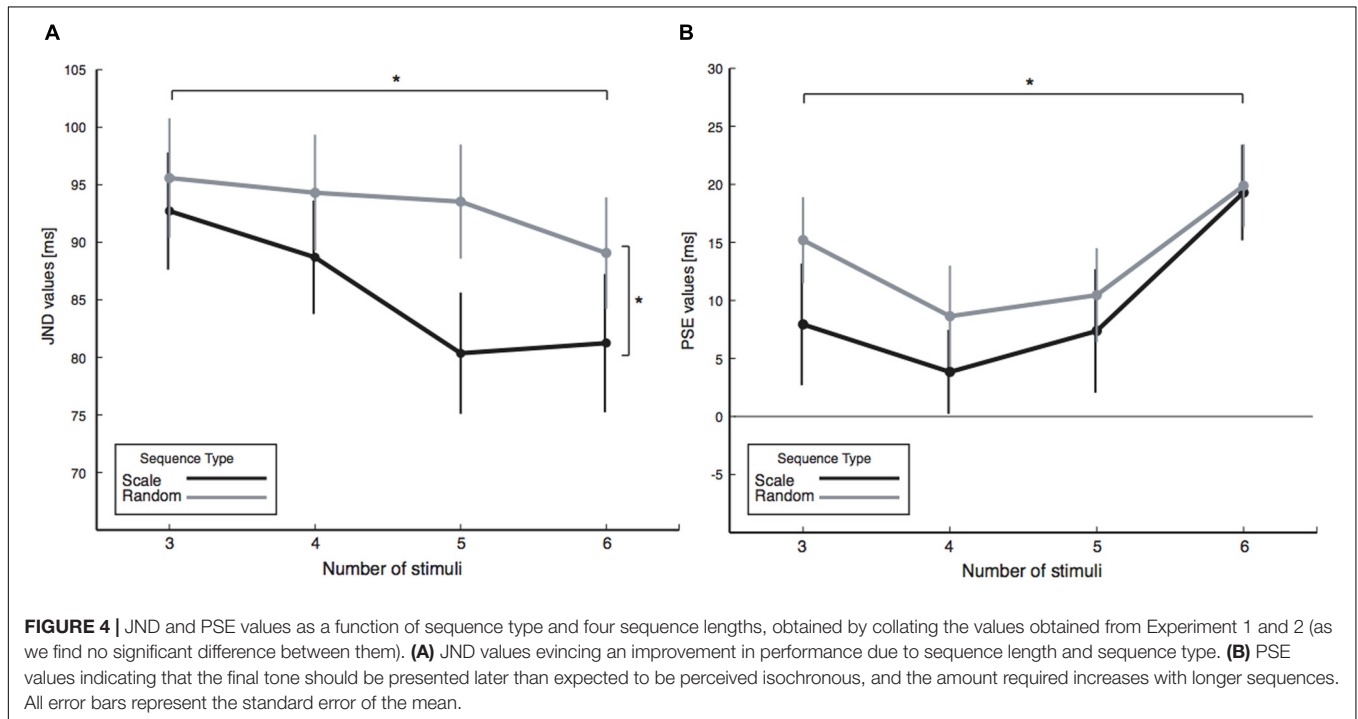 A
105
100
95
90
85
80
75
70
JND values [ms]
*
*
Sequence Type
Scale
Random
3 4 5 6
Number of stimuli
B
30
25
20
15
10
5
0
-5
PSE values [ms]
*
Sequence Type
Scale
Random
3 4 5 6
Number of stimuli
FIGURE 4 | JND and PSE values as a function of sequence type and four sequence lengths, obtained by collating the values obtained from Experiment 1 and 2 (as
we find no significant difference between them). (A) JND values evincing an improvement in performance due to sequence length and sequence type. (B) PSE
values indicating that the final tone should be presented later than expected to be perceived isochronous, and the amount required increases with longer sequences.
All error bars represent the standard error of the mean.